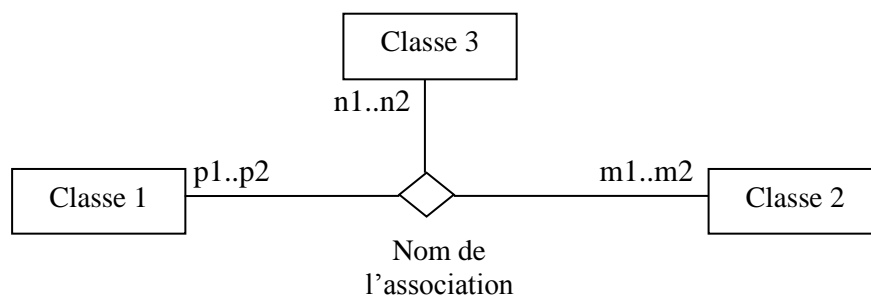 Classe 3
n1..n2
p1..p2
m1..m2
Classe 1
Classe 2
Nom de
l’association